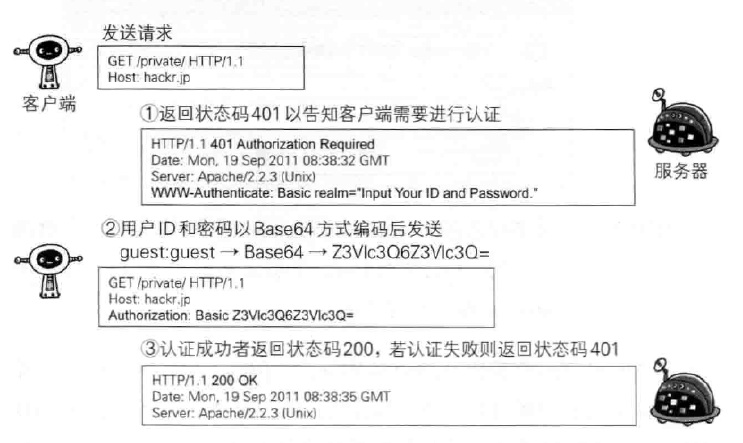 发送请求
GET /private/ HTTP/1.1
Host: hackr.jp
客户端
①返回状态码401以告知客户端需要进行认证
HTTP/1.1 401 Authorization Required
Date: Mon, 19 Sep 2011 08:38:32 GMT
Server: Apache/2.2.3 (Unix)
WWW-Authenticate: Basic realm="Input Your ID and Password."
服务器
②用户ID和密码以Base64方式编码后发送
guest:guest → Base64 → Z3Vlc3Q6Z3Vlc3Q=
GET /private/ HTTP/1.1
Host: hackr.jp
Authorization: Basic Z3Vlc3Q6Z3Vlc3Q=
③认证成功者返回状态码200，若认证失败则返回状态码401
HTTP/1.1 200 OK
Date: Mon, 19 Sep 2011 08:38:35 GMT
Server: Apache/2.2.3 (Unix)